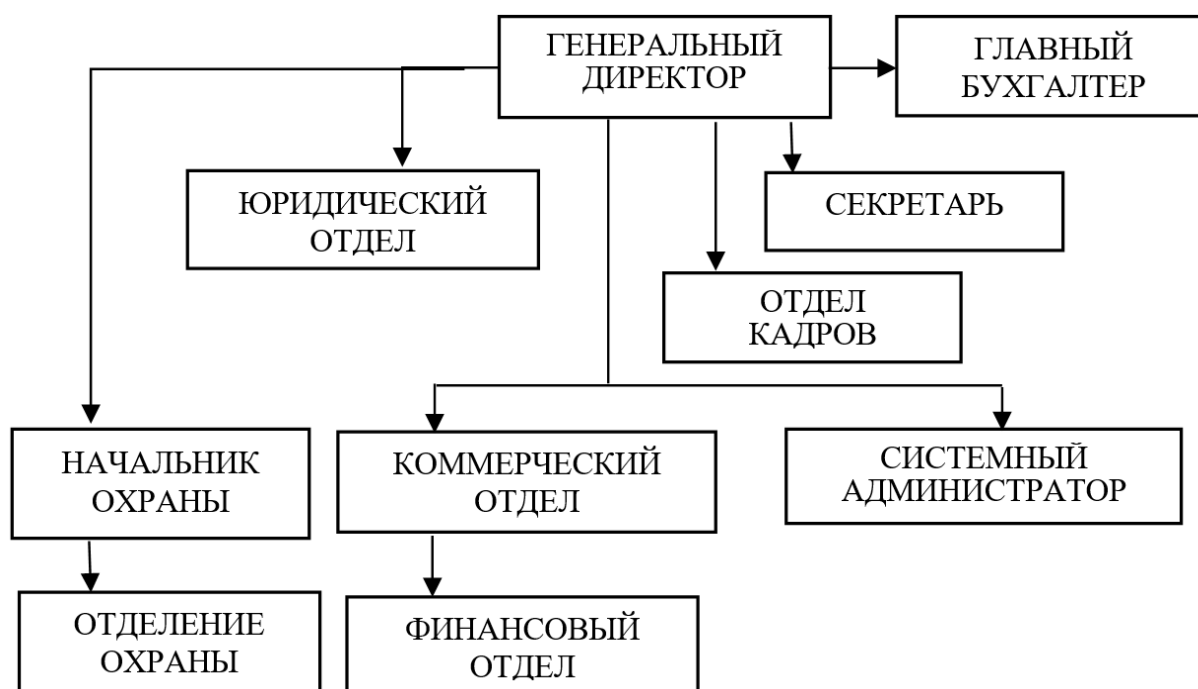 ГЕНЕРАЛЬНЫЙ
ДИРЕКТОР
ГЛАВНЫЙ
БУХГАЛТЕР
ЮРИДИЧЕСКИЙ
ОТДЕЛ
СЕКРЕТАРЬ
ОТДЕЛ
КАДРОВ
НАЧАЛЬНИК
ОХРАНЫ
КОММЕРЧЕСКИЙ
ОТДЕЛ
СИСТЕМНЫЙ
АДМИНИСТРАТОР
ОТДЕЛЕНИЕ
ОХРАНЫ
ФИНАНСОВЫЙ
ОТДЕЛ